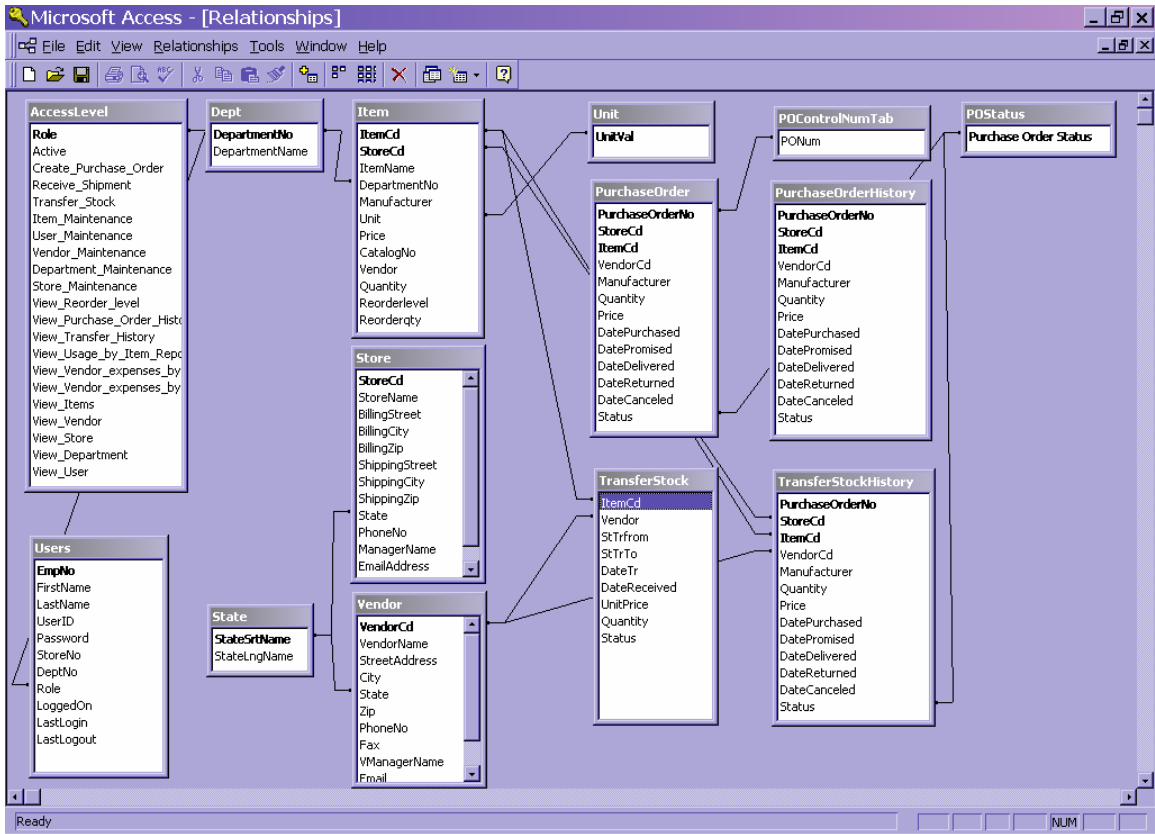 Microsoft Access - [Relationships]
File Edit View Relationships Tools Window Help
AccessLevel
Role
Active
Create_Purchase_Order
Receive_Shipment
Transfer_Stock
Item_Maintenance
User_Maintenance
Vendor_Maintenance
Department_Maintenance
Store_Maintenance
View_Reorder_level
View_Purchase_Order_Histo
View_Transfer_History
View_Usage_by_Item_Repo
View_Vendor_expenses_by
View_Vendor_expenses_by
View_Items
View_Vendor
View_Store
View_Department
View_User
Dept
DepartmentNo
DepartmentName
Item
ItemCd
StoreCd
ItemName
DepartmentNo
Manufacturer
Unit
Price
CatalogNo
Vendor
Quantity
Reorderlevel
Reorderqty
Unit
UnitVal
POControlNumTab
PONum
POStatus
Purchase Order Status
PurchaseOrder
PurchaseOrderNo
StoreCd
ItemCd
VendorCd
Manufacturer
Quantity
Price
DatePurchased
DatePromised
DateDelivered
DateReturned
DateCanceled
Status
PurchaseOrderHistory
PurchaseOrderNo
StoreCd
ItemCd
VendorCd
Manufacturer
Quantity
Price
DatePurchased
DatePromised
DateDelivered
DateReturned
DateCanceled
Status
Store
StoreCd
StoreName
BillingStreet
BillingCity
BillingZip
ShippingStreet
ShippingCity
ShippingZip
State
PhoneNo
ManagerName
EmailAddress
TransferStock
ItemCd
Vendor
StTrfrom
StTrTo
DateTr
DateReceived
UnitPrice
Quantity
Status
TransferStockHistory
PurchaseOrderNo
StoreCd
ItemCd
VendorCd
Manufacturer
Quantity
Price
DatePurchased
DatePromised
DateDelivered
DateReturned
DateCanceled
Status
Users
EmpNo
FirstName
LastName
UserID
Password
StoreNo
DeptNo
Role
LoggedOn
LastLogin
LastLogout
State
StateSrtName
StateLngName
Vendor
VendorCd
VendorName
StreetAddress
City
State
Zip
PhoneNo
Fax
VManagerName
Email
Ready
NUM